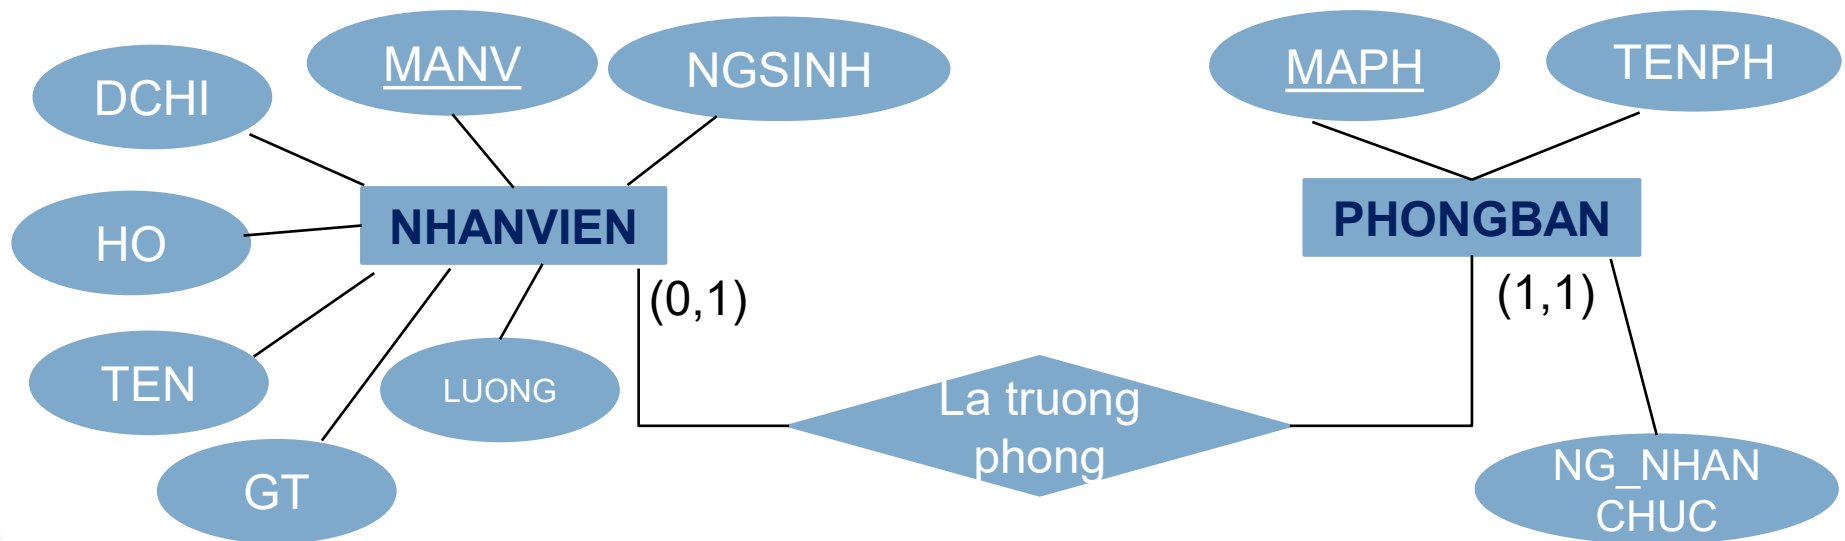 MANV
NGSINH
DCHI
HO
NHANVIEN
TEN
GT
LUONG
(0,1)
La truong
phong
MAPH
TENPH
PHONGBAN
(1,1)
NG_NHAN
CHUC